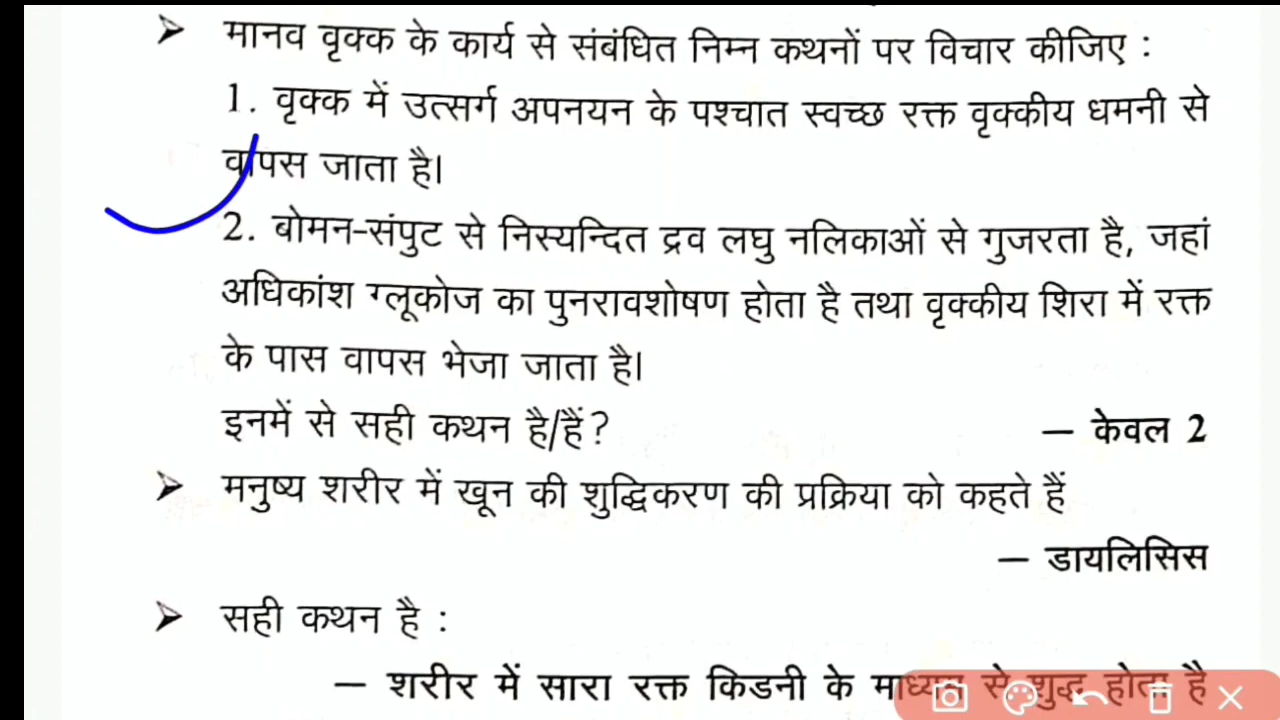 ➤ मानव वृक्क के कार्य से संबंधित निम्न कथनों पर विचार कीजिए :
1. वृक्क में उत्सर्ग अपनयन के पश्चात स्वच्छ रक्त वृक्कीय धमनी से
वापस जाता है।
2. बोमन-संपुट से निस्यन्दित द्रव लघु नलिकाओं से गुजरता है, जहां
अधिकांश ग्लूकोज का पुनरावशोषण होता है तथा वृक्कीय शिरा में रक्त
के पास वापस भेजा जाता है।
इनमें से सही कथन है/हैं? – केवल 2
➤ मनुष्य शरीर में खून की शुद्धिकरण की प्रक्रिया को कहते हैं
– डायलिसिस
➤ सही कथन है :
– शरीर में सारा रक्त किडनी के माध्यम से शुद्ध होता है